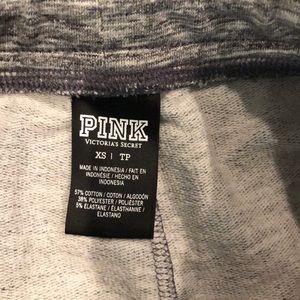 PINK
VICTORIA'S SECRET
XS | TP
MADE IN INDONESIA / FAIT EN
INDONÉSIE / HECHO EN
INDONESIA
57% COTTON / COTON / ALGODÓN
38% POLYESTER / POLIÉSTER
5% ELASTANE / ÉLASTHANNE /
ELASTANO